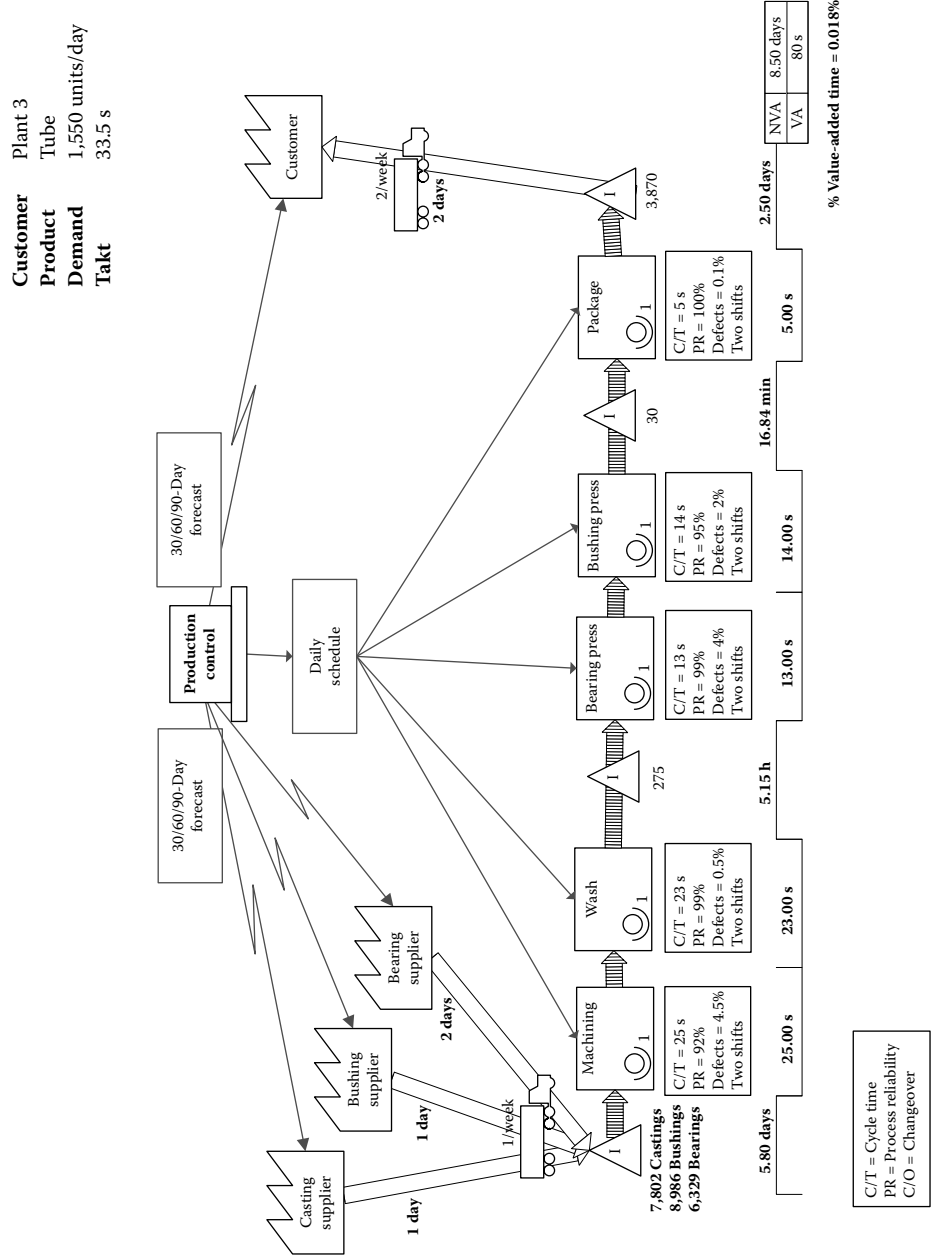 Customer Plant 3
Product Tube
Demand 1,550 units/day
Takt 33.5 s
30/60/90-Day
forecast
Production
control
30/60/90-Day
forecast
Daily
schedule
Casting
supplier
Bushing
supplier
Bearing
supplier
Customer
1 day
1 day
2 days
1/week
2/week
2 days
I
7,802 Castings
8,986 Bushings
6,329 Bearings
Machining
1
C/T = 25 s
PR = 92%
Defects = 4.5%
Two shifts
Wash
1
C/T = 23 s
PR = 99%
Defects = 0.5%
Two shifts
I
275
Bearing press
1
C/T = 13 s
PR = 99%
Defects = 4%
Two shifts
Bushing press
1
C/T = 14 s
PR = 95%
Defects = 2%
Two shifts
I
30
Package
1
C/T = 5 s
PR = 100%
Defects = 0.1%
Two shifts
I
3,870
5.80 days
25.00 s
23.00 s
5.15 h
13.00 s
14.00 s
16.84 min
5.00 s
2.50 days
NVA 8.50 days
VA 80 s
% Value-added time = 0.018%
C/T = Cycle time
PR = Process reliability
C/O = Changeover